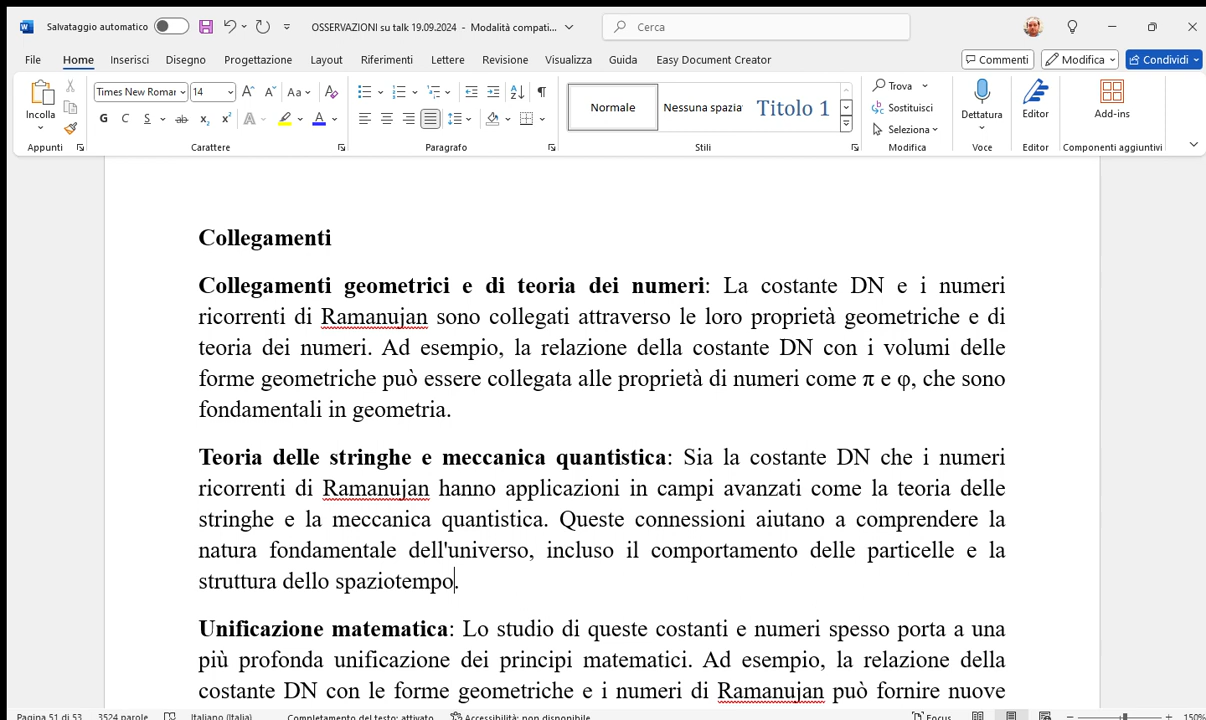 Salvataggio automatico
OSSERVAZIONI su talk 19.09.2024 - Modalità compati...
Cerca
File Home Inserisci Disegno Progettazione Layout Riferimenti Lettere Revisione Visualizza Guida Easy Document Creator
Commenti Modifica Condividi
Incolla
Times New Roman 14
Aa
G C S ab x₂ x² A A
Normale Nessuna spazia Titolo 1
Trova
Sostituisci
Seleziona
Dettatura
Editor
Add-ins
Appunti Carattere Paragrafo Stili Modifica Voce Editor Componenti aggiuntivi
Collegamenti
Collegamenti geometrici e di teoria dei numeri: La costante DN e i numeri
ricorrenti di Ramanujan sono collegati attraverso le loro proprietà geometriche e di
teoria dei numeri. Ad esempio, la relazione della costante DN con i volumi delle
forme geometriche può essere collegata alle proprietà di numeri come π e φ, che sono
fondamentali in geometria.
Teoria delle stringhe e meccanica quantistica: Sia la costante DN che i numeri
ricorrenti di Ramanujan hanno applicazioni in campi avanzati come la teoria delle
stringhe e la meccanica quantistica. Queste connessioni aiutano a comprendere la
natura fondamentale dell'universo, incluso il comportamento delle particelle e la
struttura dello spaziotempo.
Unificazione matematica: Lo studio di queste costanti e numeri spesso porta a una
più profonda unificazione dei principi matematici. Ad esempio, la relazione della
costante DN con le forme geometriche e i numeri di Ramanujan può fornire nuove
Pagina 51 di 53 3524 parole Italiano (Italia) Completamento del testo: attivato Accessibilità: non disponibile Focus 150%